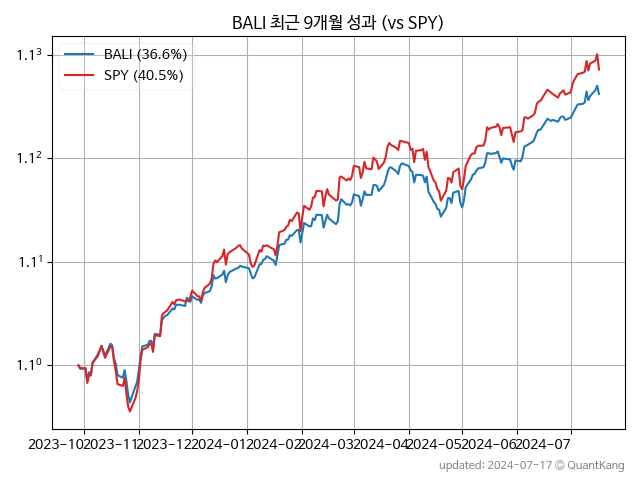 BALI 최근 9개월 성과 (vs SPY)
BALI (36.6%)
SPY (40.5%)
1.1³
1.1²
1.1¹
1.1⁰
2023-10 2023-11 2023-12 2024-01 2024-02 2024-03 2024-04 2024-05 2024-06 2024-07
updated: 2024-07-17 © QuantKang